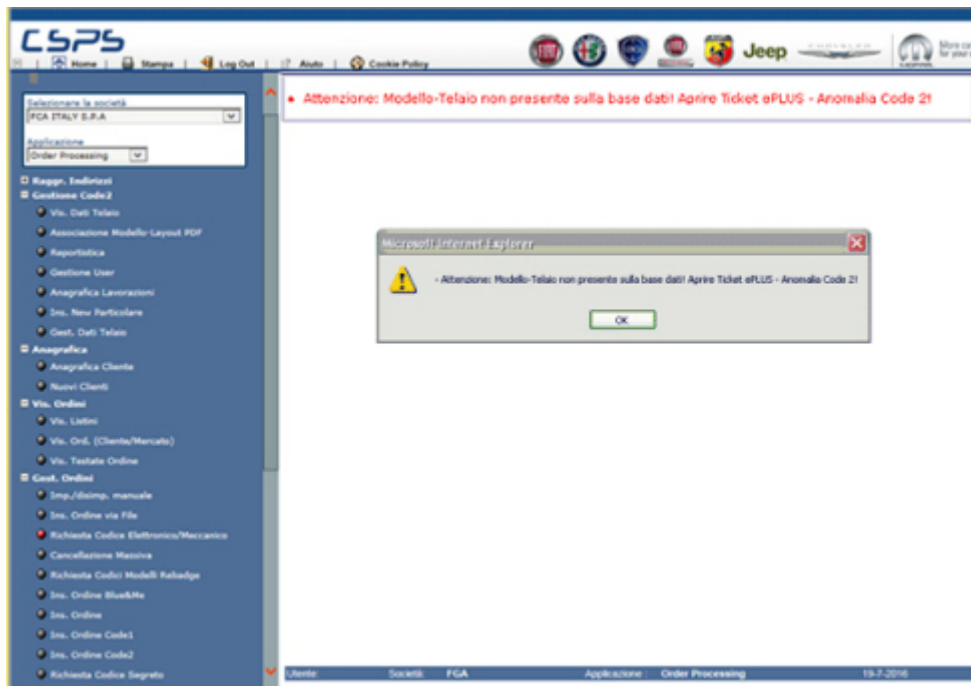 CSPS
Home | Stampa | Log Out | Aiuto | Cookie Policy
Jeep
CHRYSLER
MOPAR
Selezionare la società
FCA ITALY S.P.A
Applicazione
Order Processing
• Attenzione: Modello-Telaio non presente sulla base dati! Aprire Ticket ePLUS - Anomalia Code 2!
Raggr. Indirizzi
Gestione Code2
Vis. Dati Telaio
Associazione Modello-Layout PDF
Reportistica
Gestione User
Anagrafica Lavorazioni
Ins. New Particolare
Gest. Dati Telaio
Anagrafica
Anagrafica Cliente
Nuovi Clienti
Vis. Ordini
Vis. Listini
Vis. Ord. (Cliente/Mercato)
Vis. Testate Ordine
Gest. Ordini
Imp./disimp. manuale
Ins. Ordine via File
Richiesta Codice Elettronico/Meccanico
Cancellazione Massiva
Richiesta Codici Modelli Rebadge
Ins. Ordine Blue&Me
Ins. Ordine
Ins. Ordine Code1
Ins. Ordine Code2
Richiesta Codice Segreto
Microsoft Internet Explorer
- Attenzione: Modello-Telaio non presente sulla base dati! Aprire Ticket ePLUS - Anomalia Code 2!
OK
Utente: Società: FGA Applicazione : Order Processing 19-7-2016